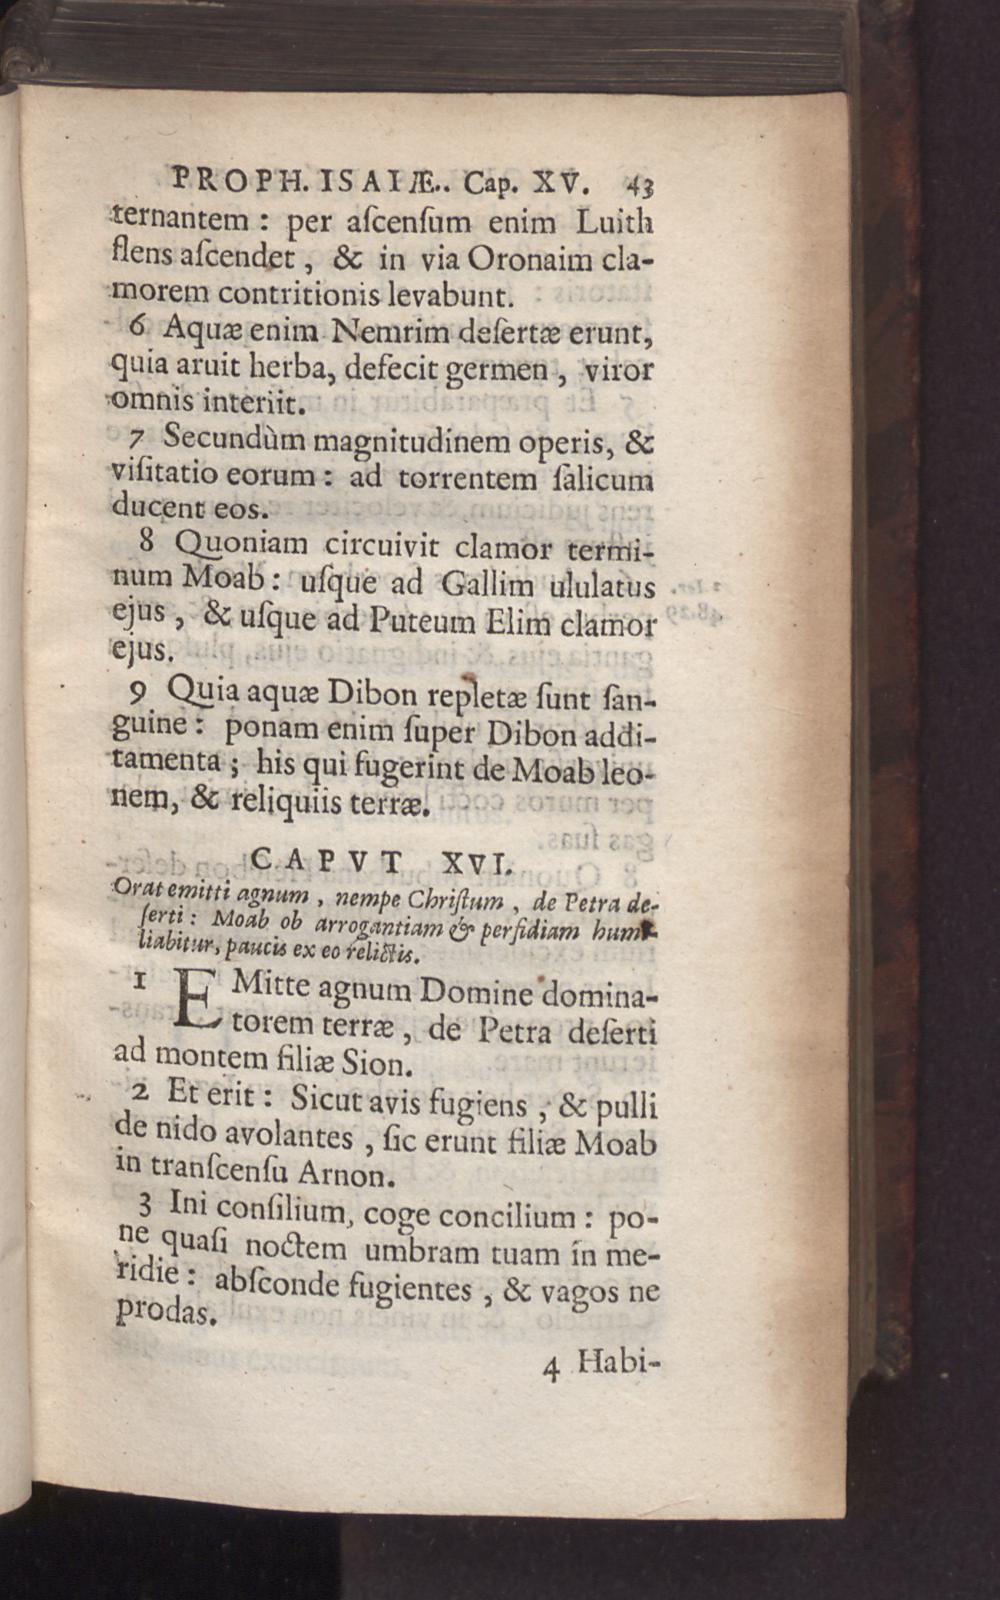 PROPH. ISAIÆ. Cap. XV. 43
ternantem : per aſcenſum enim Luith
flens aſcendet , & in via Oronaim cla-
morem contritionis levabunt.
6 Aquæ enim Nemrim deſertæ erunt,
quia aruit herba, defecit germen , viror
omnis interiit.
7 Secundùm magnitudinem operis, &
viſitatio eorum : ad torrentem ſalicum
ducent eos.
8 Quoniam circuivit clamor termi-
num Moab : uſque ad Gallim ululatus
ejus , & uſque ad Puteum Elim clamor
ejus.
9 Quia aquæ Dibon repletæ ſunt ſan-
guine : ponam enim ſuper Dibon addi-
tamenta ; his qui fugerint de Moab leo-
nem, & reliquiis terræ.
CAPVT XVI.
Orat emitti agnum , nempe Chriſtum , de Petra de-
ſerti : Moab ob arrogantiam & perfidiam humi-
liabitur, paucis ex eo relictis.
1 EMitte agnum Domine domina-
torem terræ , de Petra deſerti
ad montem filiæ Sion.
2 Et erit : Sicut avis fugiens , & pulli
de nido avolantes , ſic erunt filiæ Moab
in tranſcenſu Arnon.
3 Ini conſilium, coge concilium : po-
ne quaſi noctem umbram tuam in me-
ridie : abſconde fugientes , & vagos ne
prodas.
4 Habi-